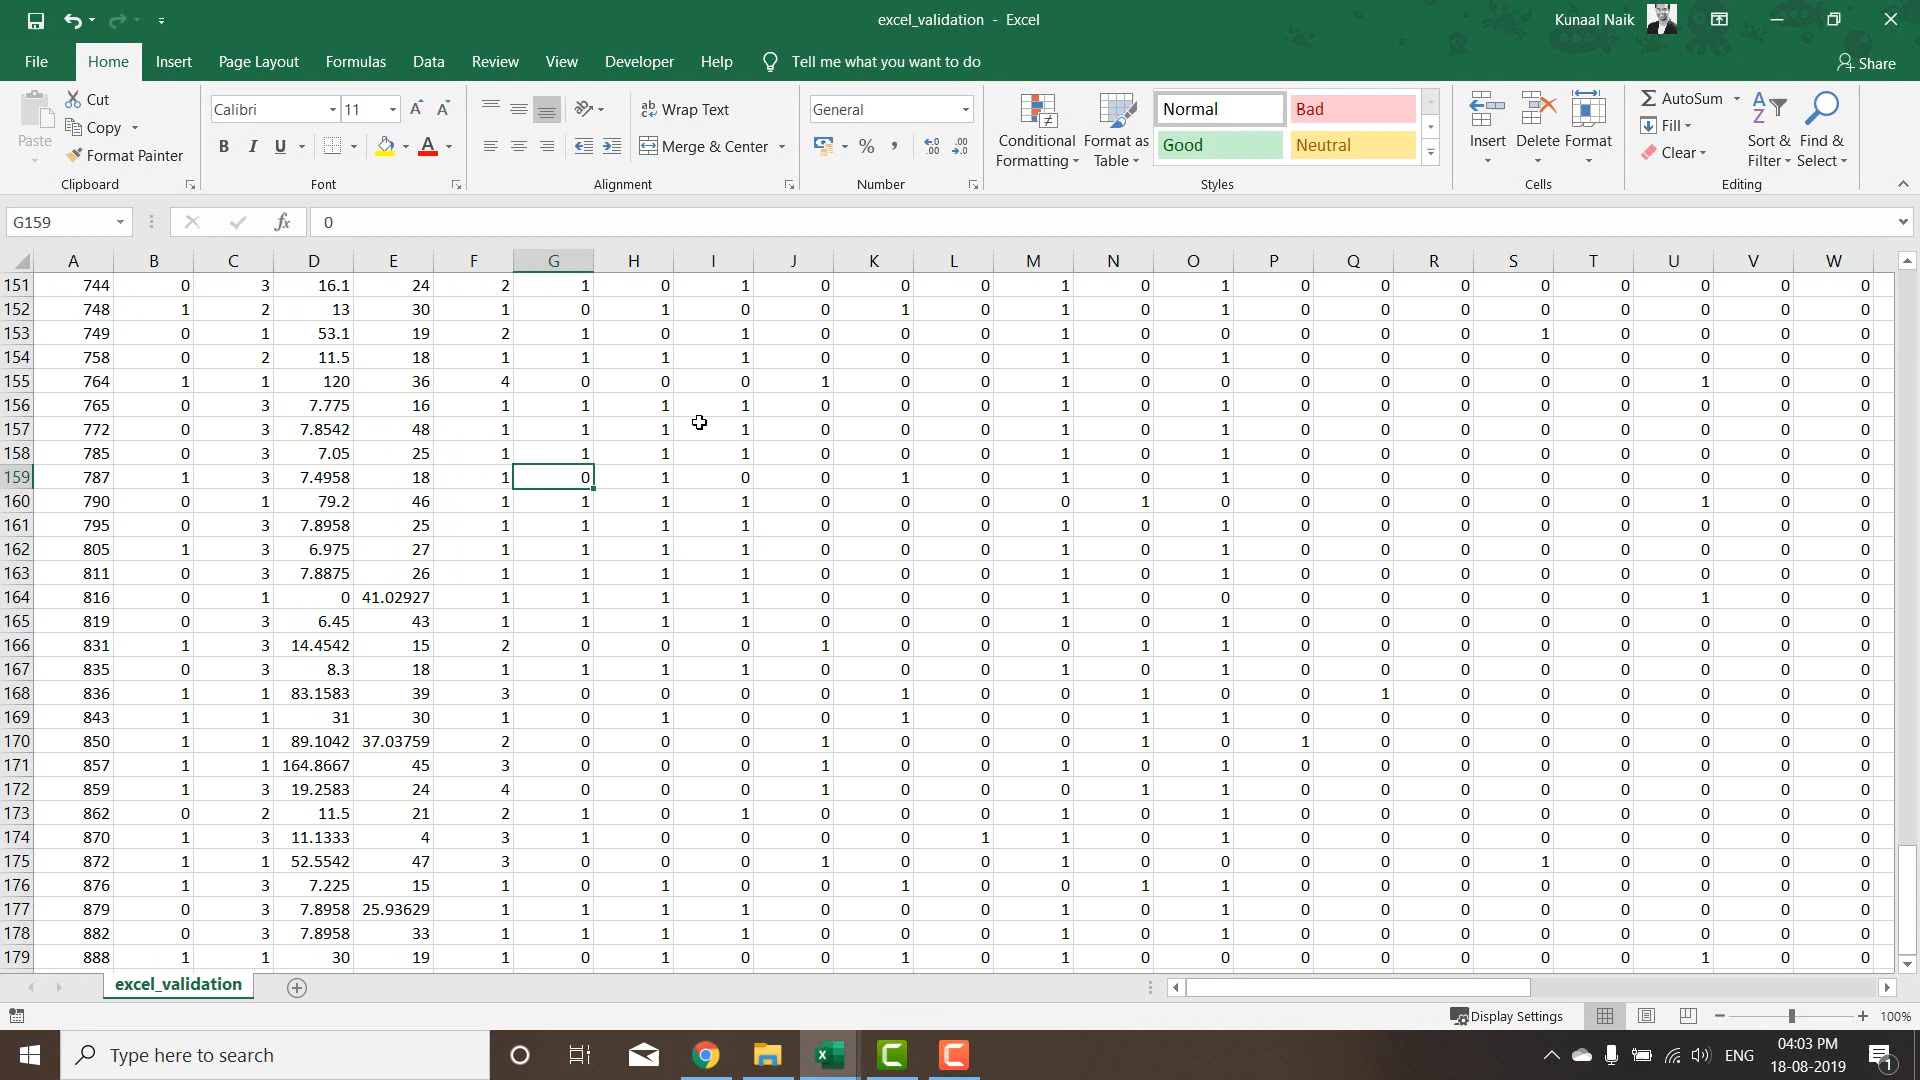 excel_validation - Excel
Kunaal Naik
File Home Insert Page Layout Formulas Data Review View Developer Help Tell me what you want to do Share
Cut
Copy
Format Painter
Paste
Clipboard
Calibri 11
B I U
Font
Wrap Text
Merge & Center
Alignment
General
%
Number
Conditional Formatting
Format as Table
Normal Bad
Good Neutral
Styles
Insert Delete Format
Cells
AutoSum
Fill
Clear
Sort & Filter
Find & Select
Editing
G159 fx 0
A B C D E F G H I J K L M N O P Q R S T U V W
151 744 0 3 16.1 24 2 1 0 1 0 0 0 1 0 1 0 0 0 0 0 0 0 0
152 748 1 2 13 30 1 0 1 0 0 1 0 1 0 1 0 0 0 0 0 0 0 0
153 749 0 1 53.1 19 2 1 0 1 0 0 0 1 0 0 0 0 0 1 0 0 0 0
154 758 0 2 11.5 18 1 1 1 1 0 0 0 1 0 1 0 0 0 0 0 0 0 0
155 764 1 1 120 36 4 0 0 0 1 0 0 1 0 0 0 0 0 0 0 1 0 0
156 765 0 3 7.775 16 1 1 1 1 0 0 0 1 0 1 0 0 0 0 0 0 0 0
157 772 0 3 7.8542 48 1 1 1 1 0 0 0 1 0 1 0 0 0 0 0 0 0 0
158 785 0 3 7.05 25 1 1 1 1 0 0 0 1 0 1 0 0 0 0 0 0 0 0
159 787 1 3 7.4958 18 1 0 1 0 0 1 0 1 0 1 0 0 0 0 0 0 0 0
160 790 0 1 79.2 46 1 1 1 1 0 0 0 0 1 0 0 0 0 0 0 1 0 0
161 795 0 3 7.8958 25 1 1 1 1 0 0 0 1 0 1 0 0 0 0 0 0 0 0
162 805 1 3 6.975 27 1 1 1 1 0 0 0 1 0 1 0 0 0 0 0 0 0 0
163 811 0 3 7.8875 26 1 1 1 1 0 0 0 1 0 1 0 0 0 0 0 0 0 0
164 816 0 1 0 41.02927 1 1 1 1 0 0 0 1 0 0 0 0 0 0 0 1 0 0
165 819 0 3 6.45 43 1 1 1 1 0 0 0 1 0 1 0 0 0 0 0 0 0 0
166 831 1 3 14.4542 15 2 0 0 0 1 0 0 0 1 1 0 0 0 0 0 0 0 0
167 835 0 3 8.3 18 1 1 1 1 0 0 0 1 0 1 0 0 0 0 0 0 0 0
168 836 1 1 83.1583 39 3 0 0 0 0 1 0 0 1 0 0 1 0 0 0 0 0 0
169 843 1 1 31 30 1 0 1 0 0 1 0 0 1 1 0 0 0 0 0 0 0 0
170 850 1 1 89.1042 37.03759 2 0 0 0 1 0 0 0 1 0 1 0 0 0 0 0 0 0
171 857 1 1 164.8667 45 3 0 0 0 1 0 0 1 0 1 0 0 0 0 0 0 0 0
172 859 1 3 19.2583 24 4 0 0 0 1 0 0 0 1 1 0 0 0 0 0 0 0 0
173 862 0 2 11.5 21 2 1 0 1 0 0 0 1 0 1 0 0 0 0 0 0 0 0
174 870 1 3 11.1333 4 3 1 0 0 0 0 1 1 0 1 0 0 0 0 0 0 0 0
175 872 1 1 52.5542 47 3 0 0 0 1 0 0 1 0 0 0 0 0 1 0 0 0 0
176 876 1 3 7.225 15 1 0 1 0 0 1 0 0 1 1 0 0 0 0 0 0 0 0
177 879 0 3 7.8958 25.93629 1 1 1 1 0 0 0 1 0 1 0 0 0 0 0 0 0 0
178 882 0 3 7.8958 33 1 1 1 1 0 0 0 1 0 1 0 0 0 0 0 0 0 0
179 888 1 1 30 19 1 0 1 0 0 1 0 1 0 0 0 0 0 0 0 1 0 0
excel_validation
Display Settings 100%
Type here to search
ENG
04:03 PM
18-08-2019
1